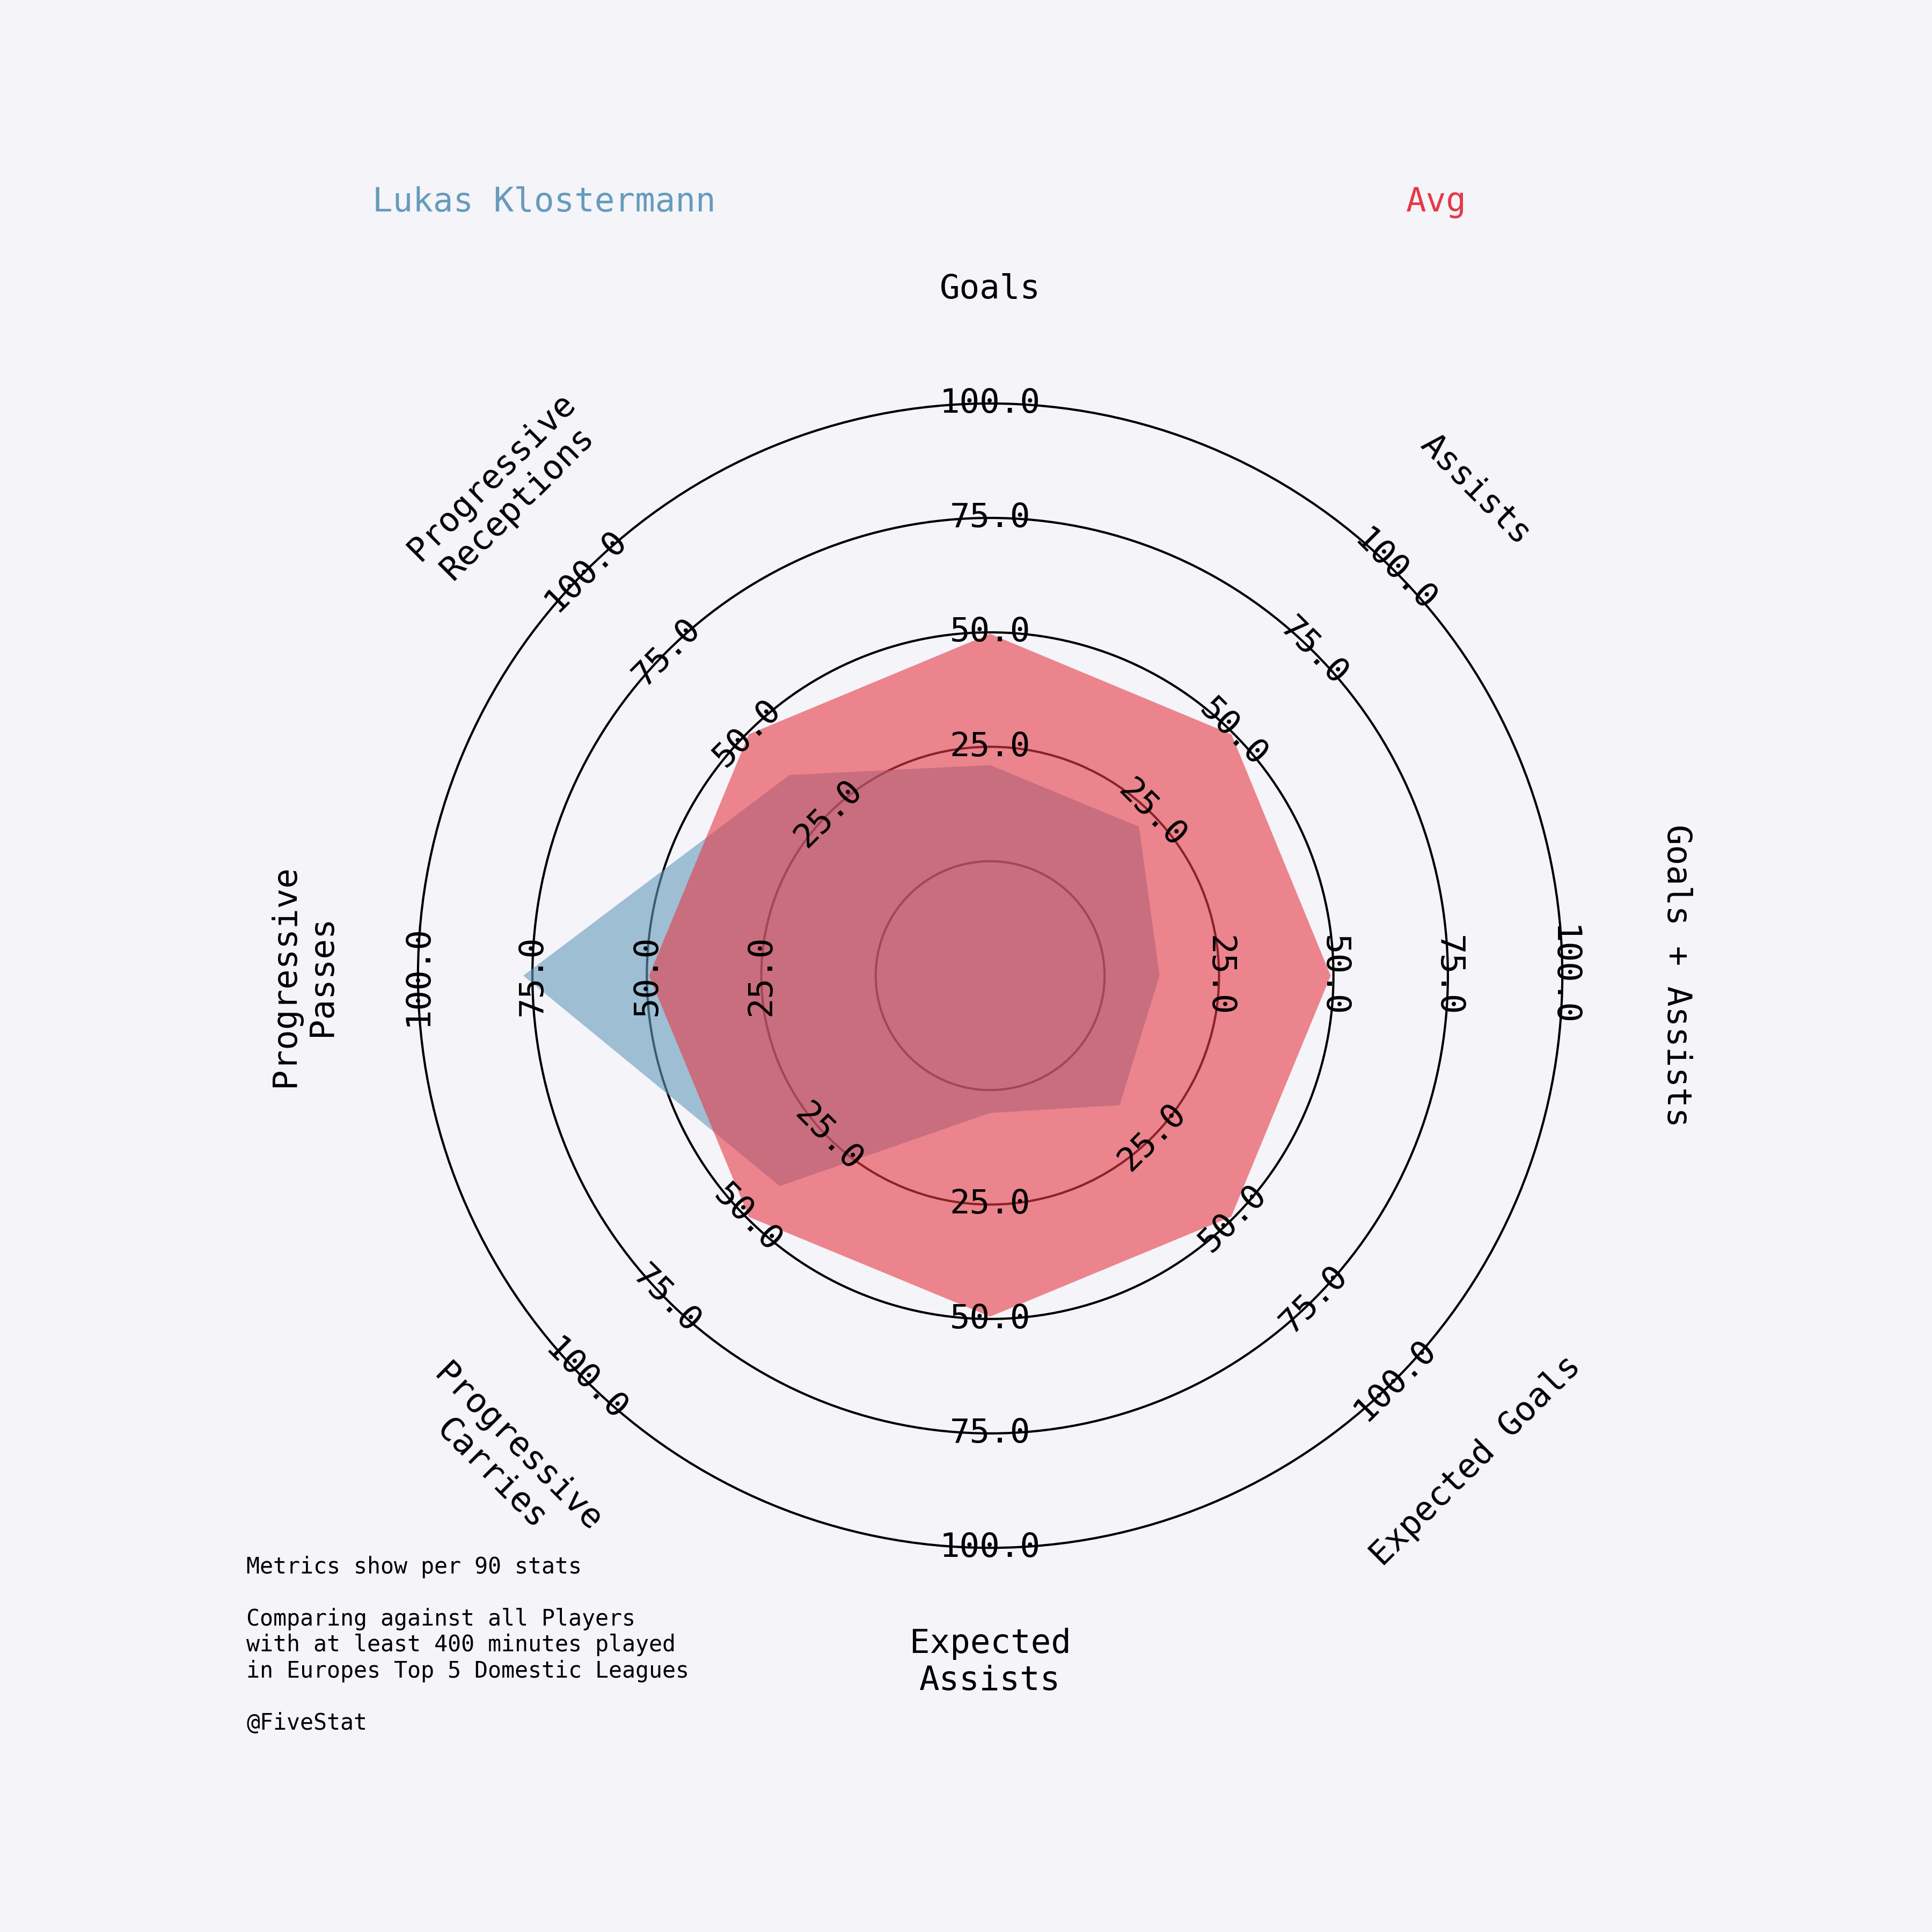 Lukas Klostermann
Avg
Goals
Assists
Goals + Assists
Expected Goals
Expected
Assists
Progressive
Carries
Progressive
Passes
Progressive
Receptions
25.0
50.0
75.0
100.0
25.0
50.0
75.0
100.0
25.0
50.0
75.0
100.0
25.0
50.0
75.0
100.0
25.0
50.0
75.0
100.0
25.0
50.0
75.0
100.0
25.0
50.0
75.0
100.0
25.0
50.0
75.0
100.0
Metrics show per 90 stats
Comparing against all Players
with at least 400 minutes played
in Europes Top 5 Domestic Leagues
@FiveStat